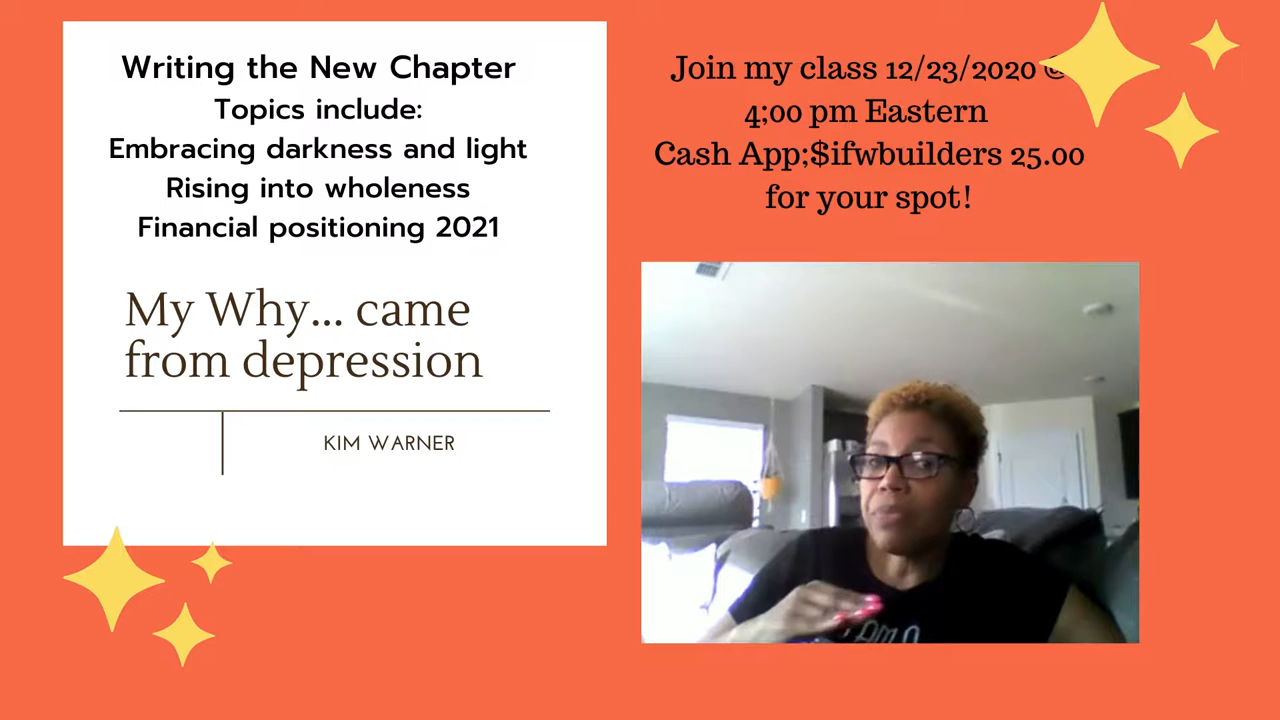 Writing the New Chapter
Topics include:
Embracing darkness and light
Rising into wholeness
Financial positioning 2021
My Why... came
from depression
KIM WARNER
Join my class 12/23/2020 @
4;00 pm Eastern
Cash App;$ifwbuilders 25.00
for your spot!